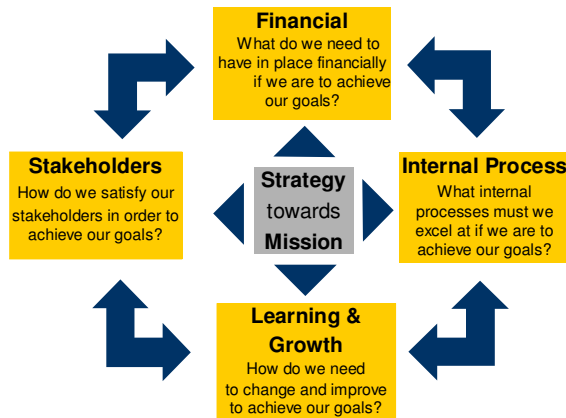 Financial
What do we need to
have in place financially
if we are to achieve
our goals?
Stakeholders
How do we satisfy our
stakeholders in order to
achieve our goals?
Strategy
towards
Mission
Internal Process
What internal
processes must we
excel at if we are to
achieve our goals?
Learning &
Growth
How do we need
to change and improve
to achieve our goals?